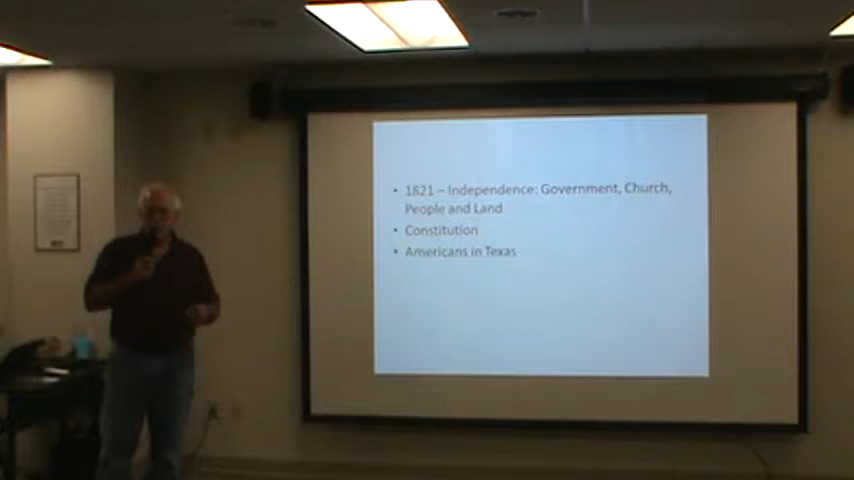 • 1821 – Independence: Government, Church,
People and Land
• Constitution
• Americans in Texas